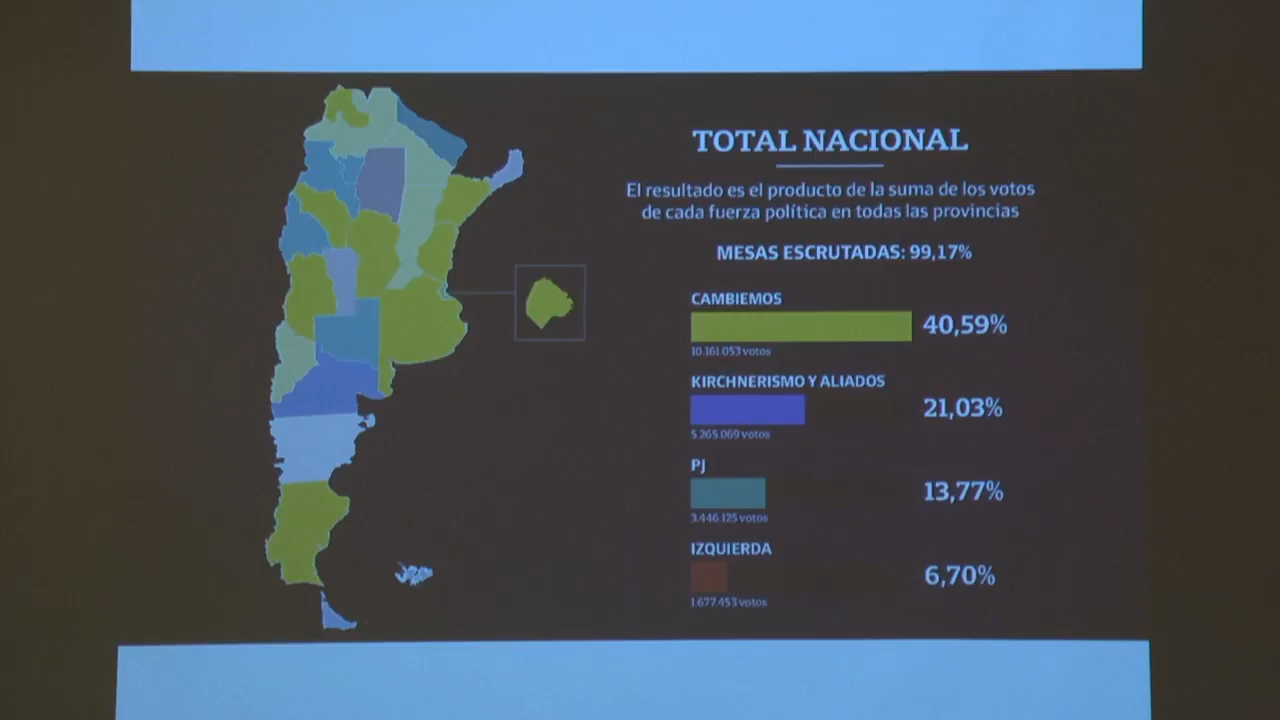 TOTAL NACIONAL
El resultado es el producto de la suma de los votos
de cada fuerza política en todas las provincias
MESAS ESCRUTADAS: 99,17%
CAMBIEMOS
40,59%
10.161.053 votos
KIRCHNERISMO Y ALIADOS
21,03%
5.265.069 votos
PJ
13,77%
3.446.125 votos
IZQUIERDA
6,70%
1.677.453 votos